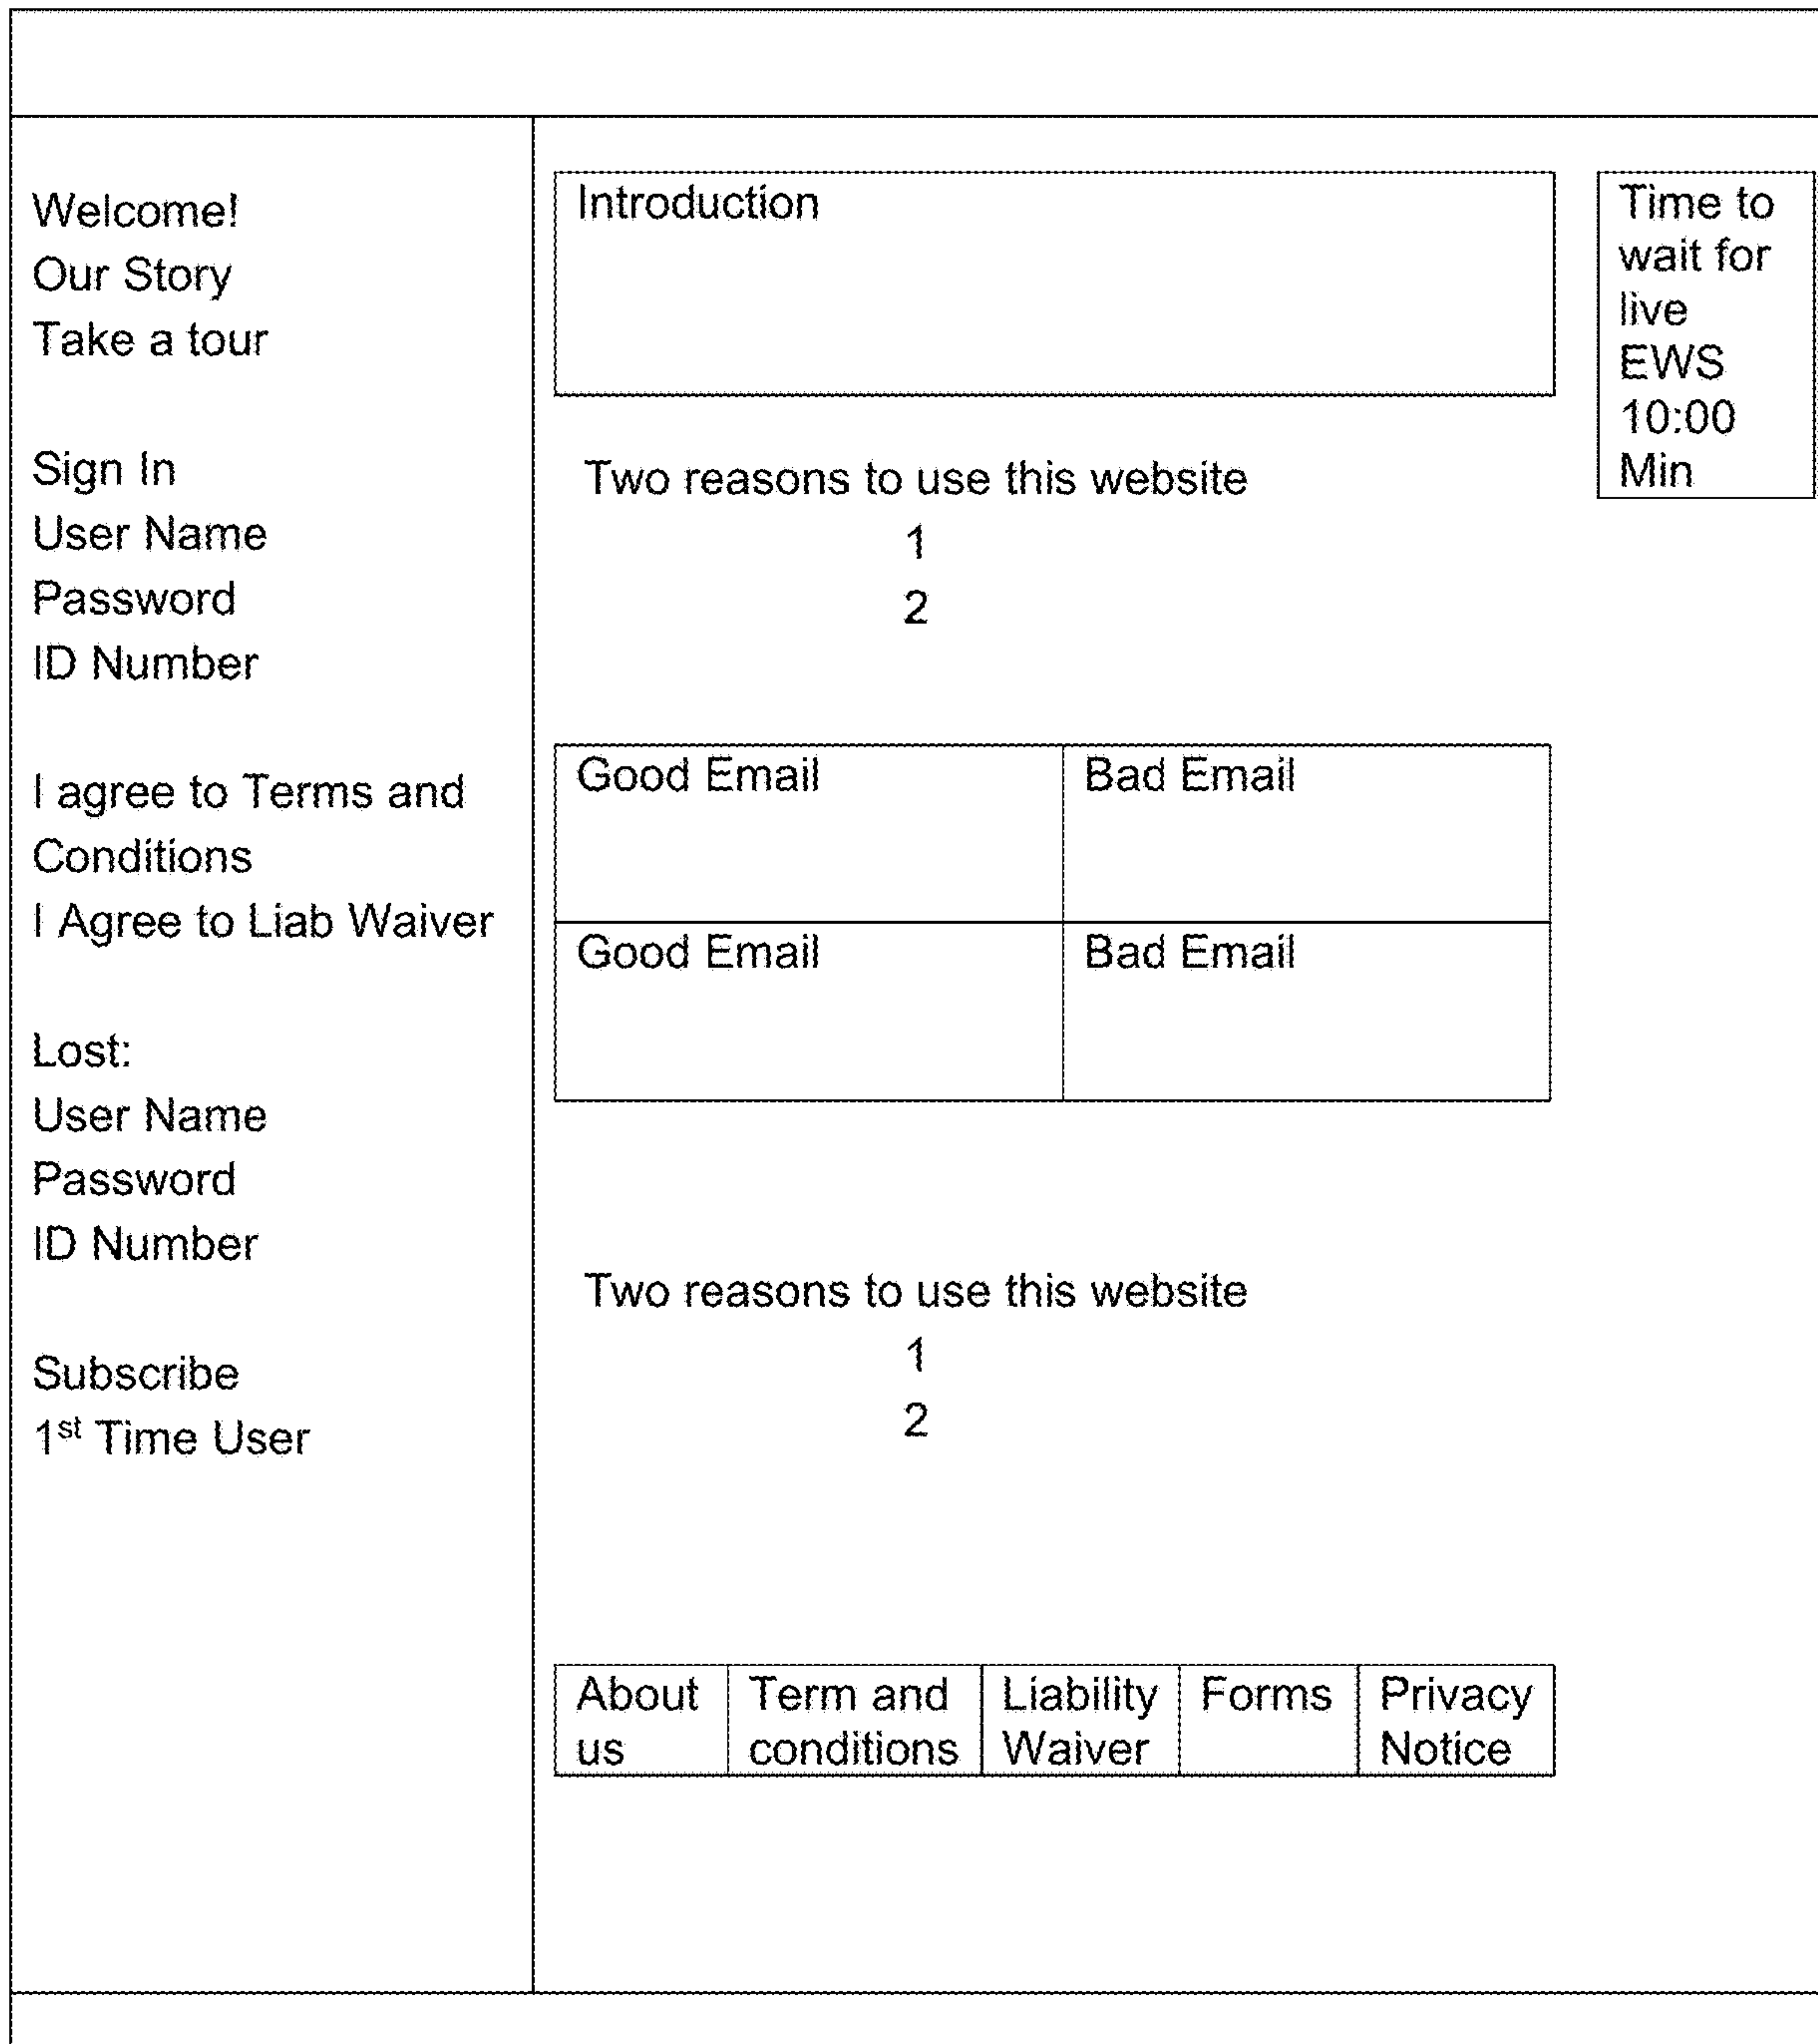 Welcome!
Our Story
Take a tour
Sign In
User Name
Password
ID Number
I agree to Terms and
Conditions
I Agree to Liab Waiver
Lost:
User Name
Password
ID Number
Subscribe
1st Time User
Introduction
Two reasons to use this website
1
2
Good Email
Bad Email
Good Email
Bad Email
Two reasons to use this website
1
2
About
us
Term and
conditions
Liability
Waiver
Forms
Privacy
Notice
Time to
wait for
live
EWS
10:00
Min